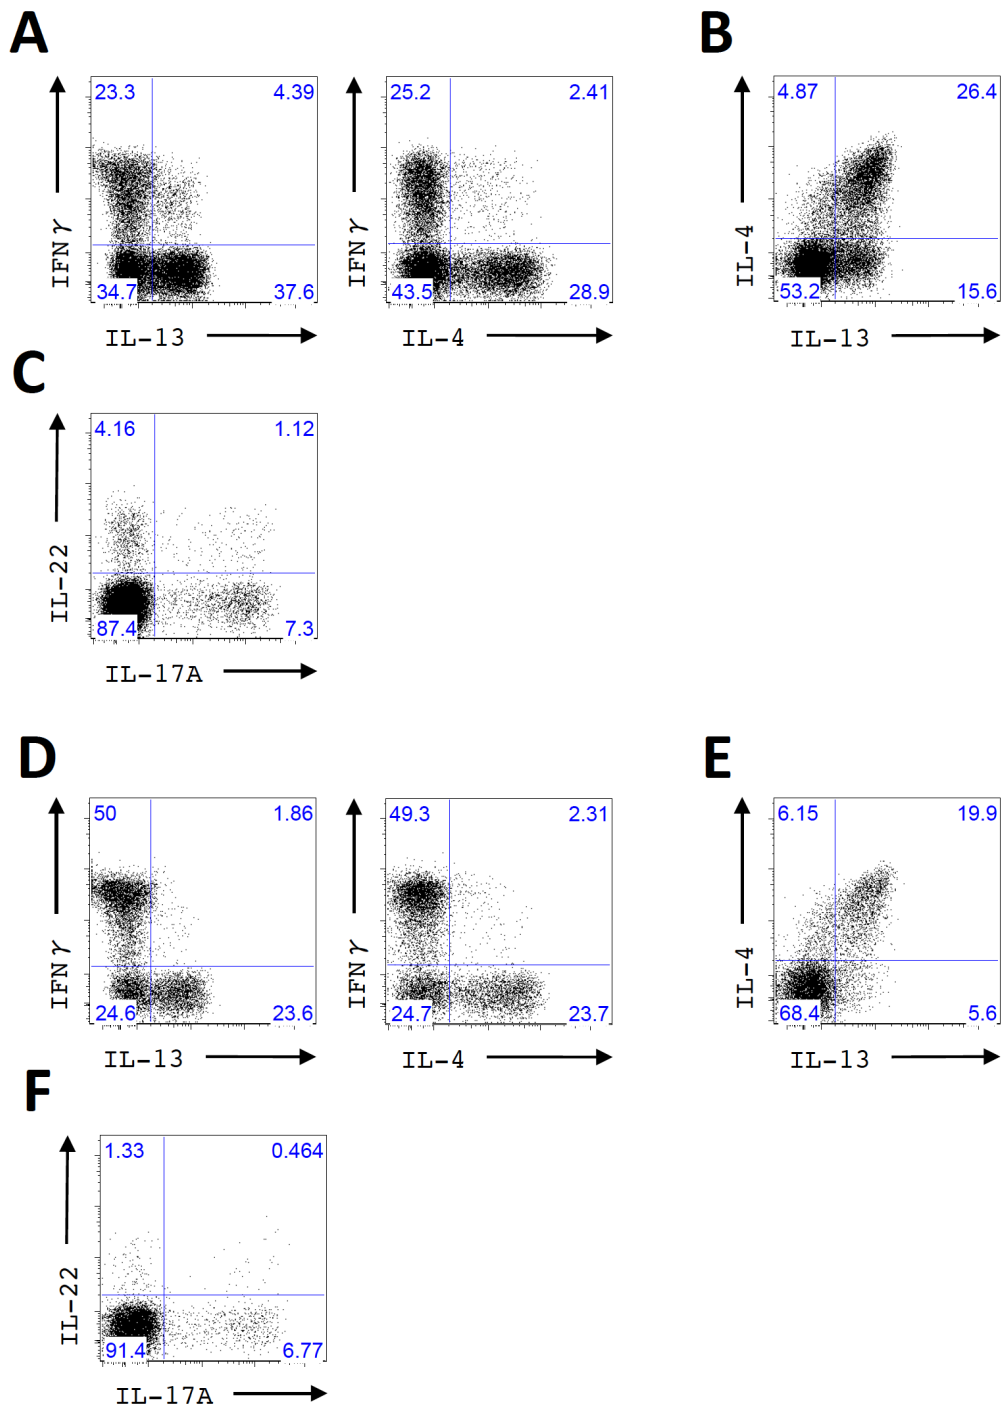 A
B
23.3 4.39
25.2 2.41
4.87 26.4
IFNγ
IFNγ
IL-4
34.7 37.6
43.5 28.9
53.2 15.6
IL-13
IL-4
IL-13
C
4.16 1.12
IL-22
87.4 7.3
IL-17A
D
E
50 1.86
49.3 2.31
6.15 19.9
IFNγ
IFNγ
IL-4
24.6 23.6
24.7 23.7
68.4 5.6
IL-13
IL-4
IL-13
F
1.33 0.464
IL-22
91.4 6.77
IL-17A